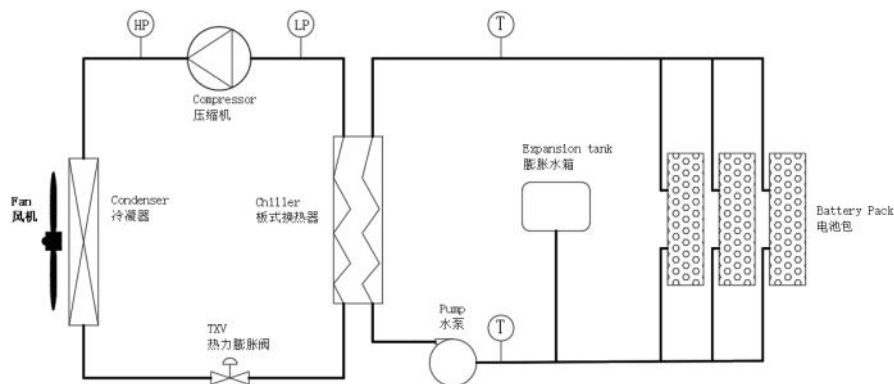 HP
LP
T
Compressor
压缩机
Expansion tank
膨胀水箱
Fan
风机
Condenser
冷凝器
Chiller
板式换热器
Battery Pack
电池包
TXV
热力膨胀阀
Pump
水泵
T